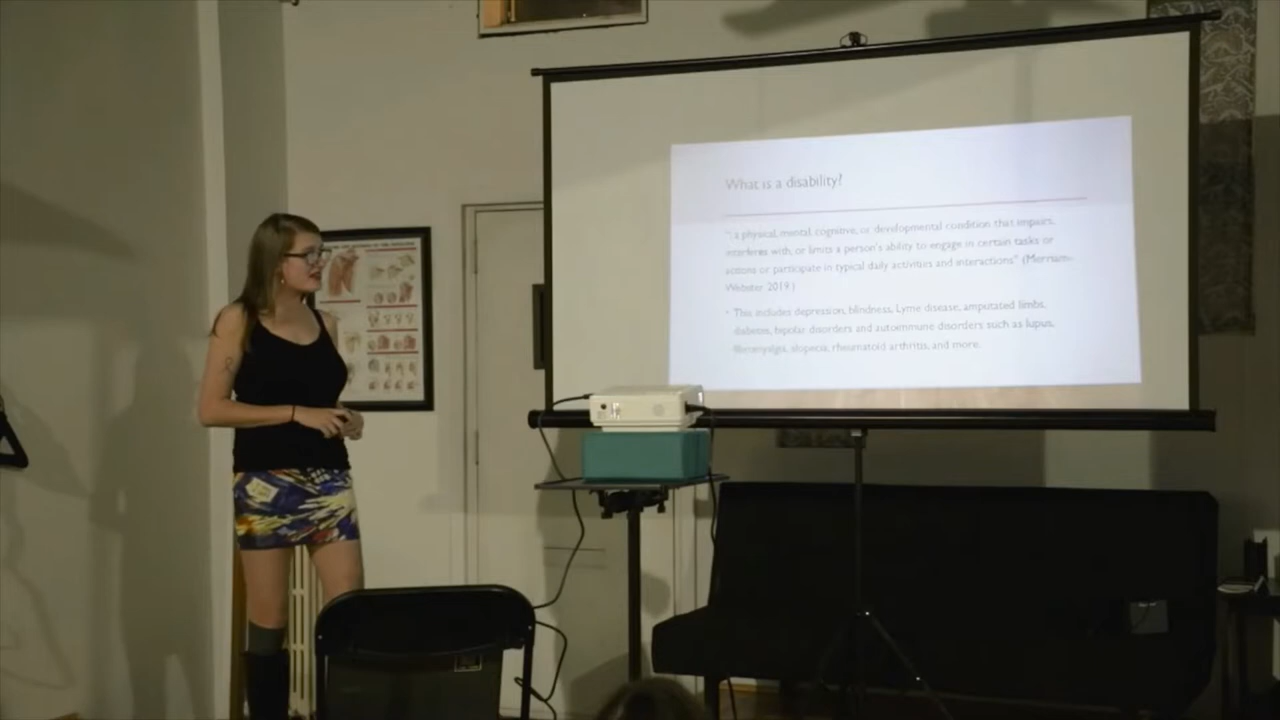 What is a disability?
"a physical, mental, cognitive, or developmental condition that impairs,
interferes with, or limits a person's ability to engage in certain tasks or
actions or participate in typical daily activities and interactions" (Merriam-
Webster 2019.)
• This includes depression, blindness, Lyme disease, amputated limbs,
diabetes, bipolar disorders and autoimmune disorders such as lupus,
fibromyalgia, alopecia, rheumatoid arthritis, and more.